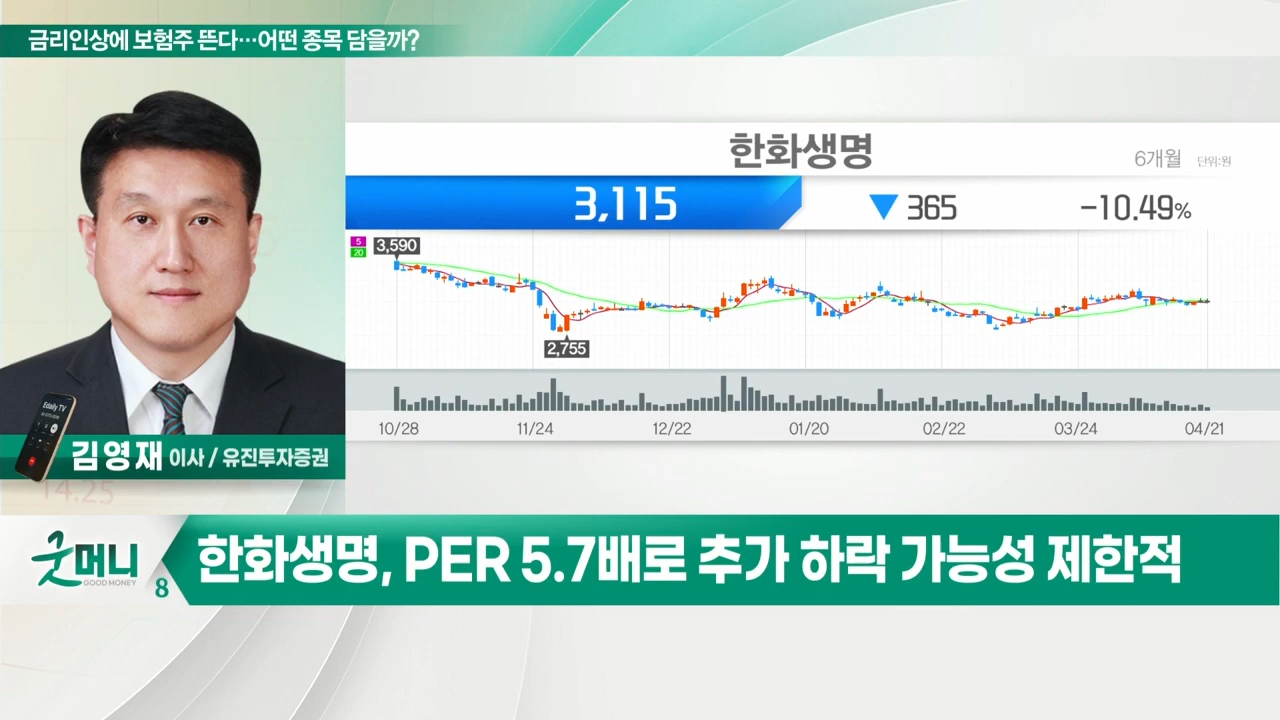 금리인상에 보험주 뜬다…어떤 종목 담을까?
한화생명
6개월 단위:원
3,115 ▼ 365 -10.49%
5
20
3,590
2,755
10/28 11/24 12/22 01/20 02/22 03/24 04/21
Edaily TV
김영재 이사 / 유진투자증권
14.25
굿머니
GOOD MONEY
8
한화생명, PER 5.7배로 추가 하락 가능성 제한적